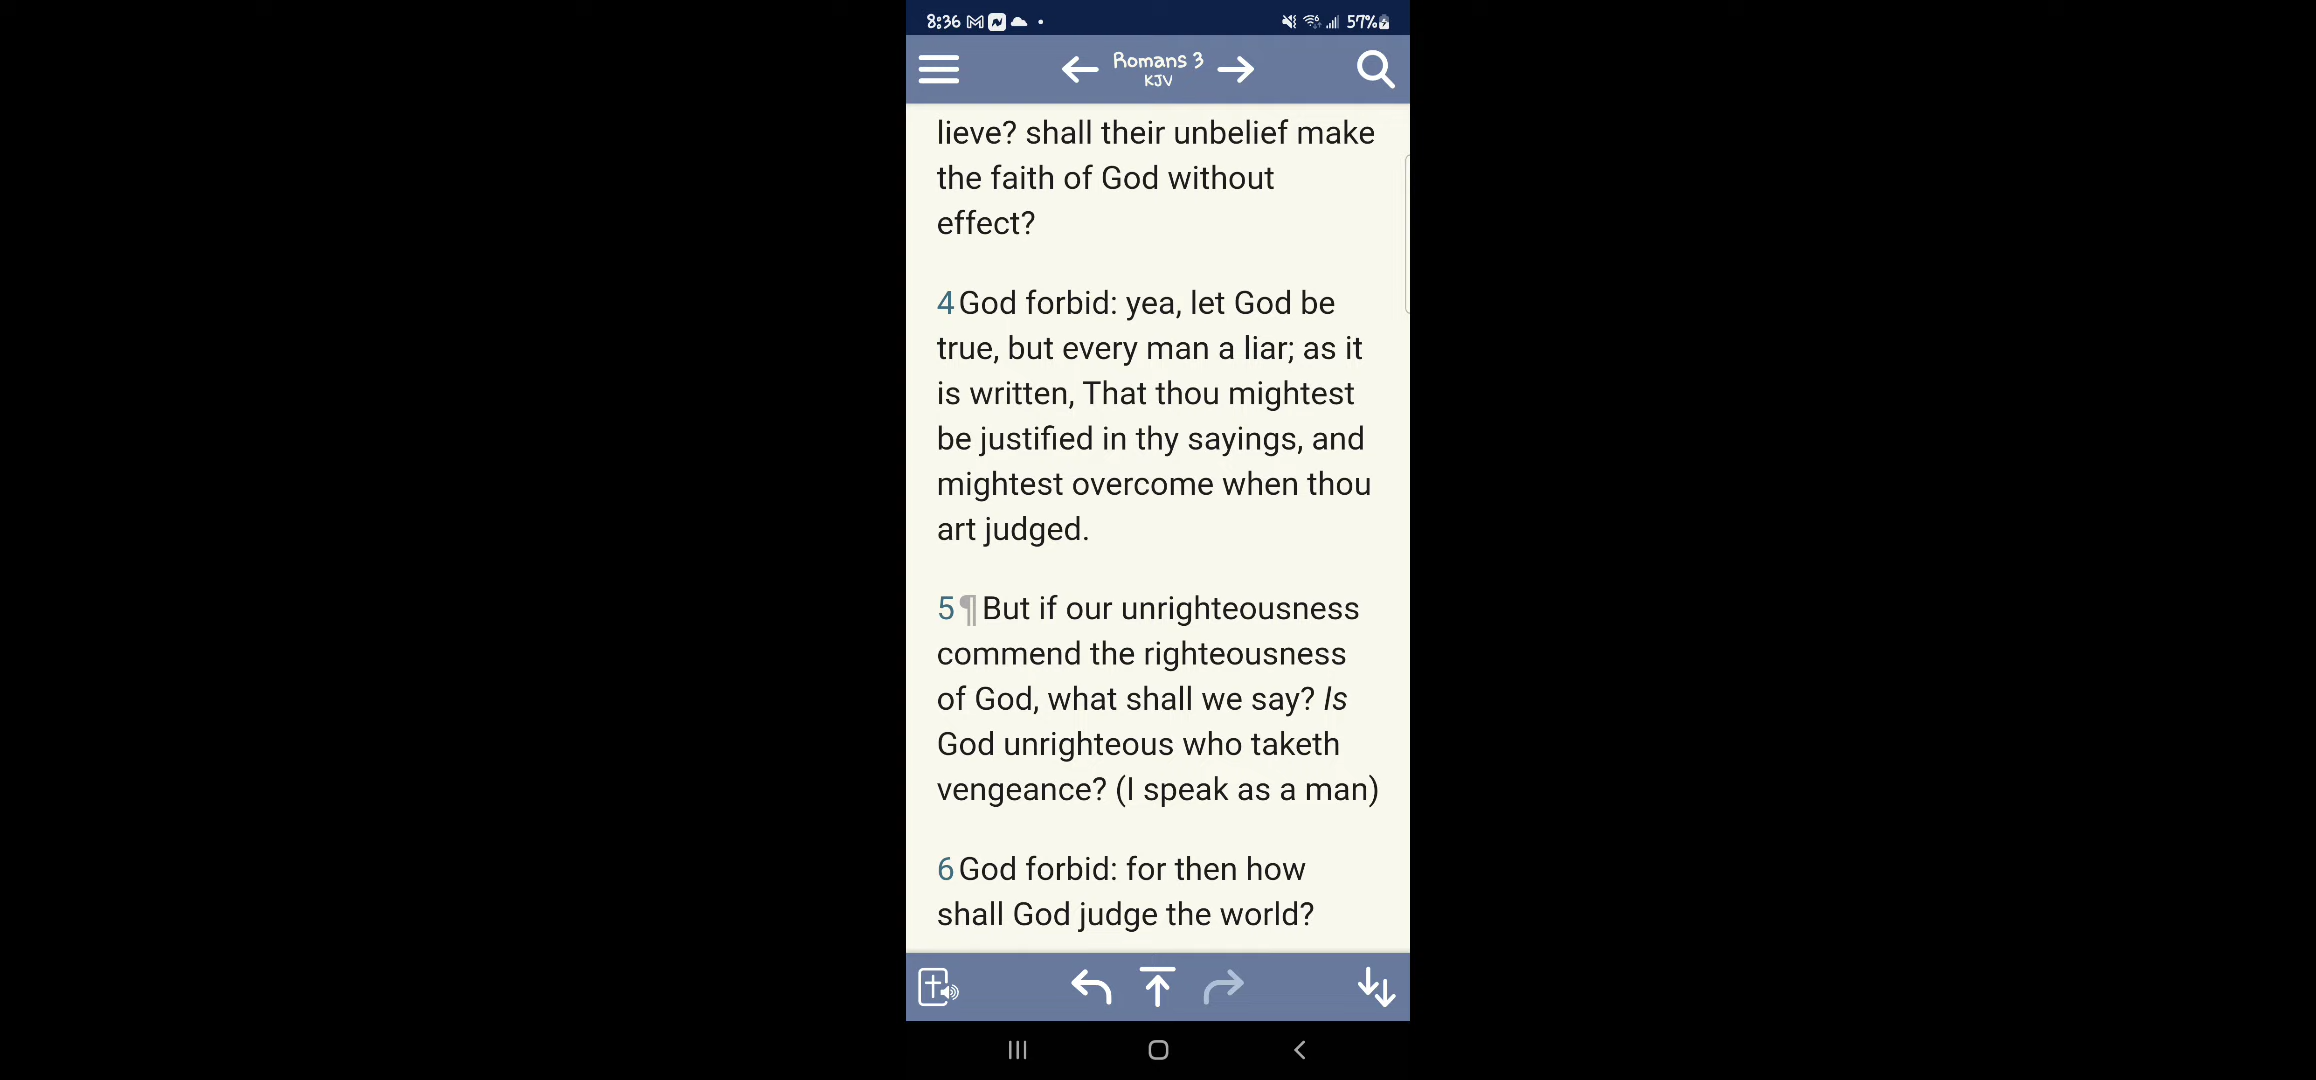 8:36
57%
Romans 3
KJV
lieve? shall their unbelief make
the faith of God without
effect?
4 God forbid: yea, let God be
true, but every man a liar; as it
is written, That thou mightest
be justified in thy sayings, and
mightest overcome when thou
art judged.
5 ¶ But if our unrighteousness
commend the righteousness
of God, what shall we say? Is
God unrighteous who taketh
vengeance? (I speak as a man)
6 God forbid: for then how
shall God judge the world?